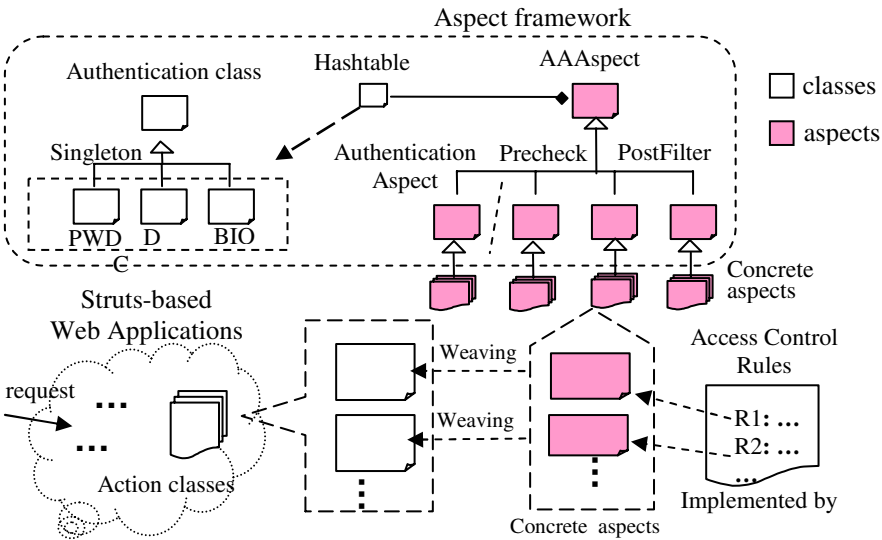 Aspect framework
Authentication class
Hashtable
AAAspect
classes
aspects
Singleton
Authentication
Aspect
Precheck
PostFilter
PWD
D
BIO
C
Concrete
aspects
Struts-based
Web Applications
request
...
...
Action classes
Weaving
Weaving
Access Control
Rules
R1: ...
R2: ...
...
Implemented by
Concrete aspects